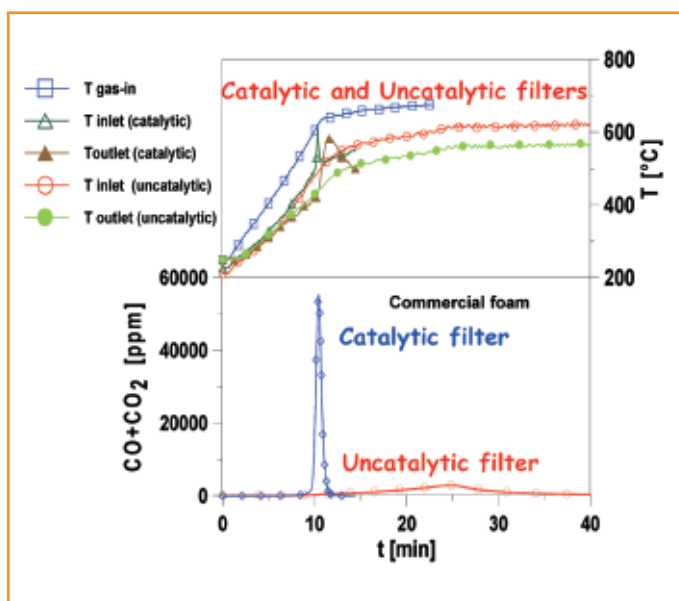 T gas-in
T inlet (catalytic)
Toutlet (catalytic)
T inlet (uncatalytic)
T outlet (uncatalytic)
Catalytic and Uncatalytic filters
800
600
400
200
T [°C]
60000
40000
20000
0
CO+CO2 [ppm]
Commercial foam
Catalytic filter
Uncatalytic filter
0 10 20 30 40
t [min]